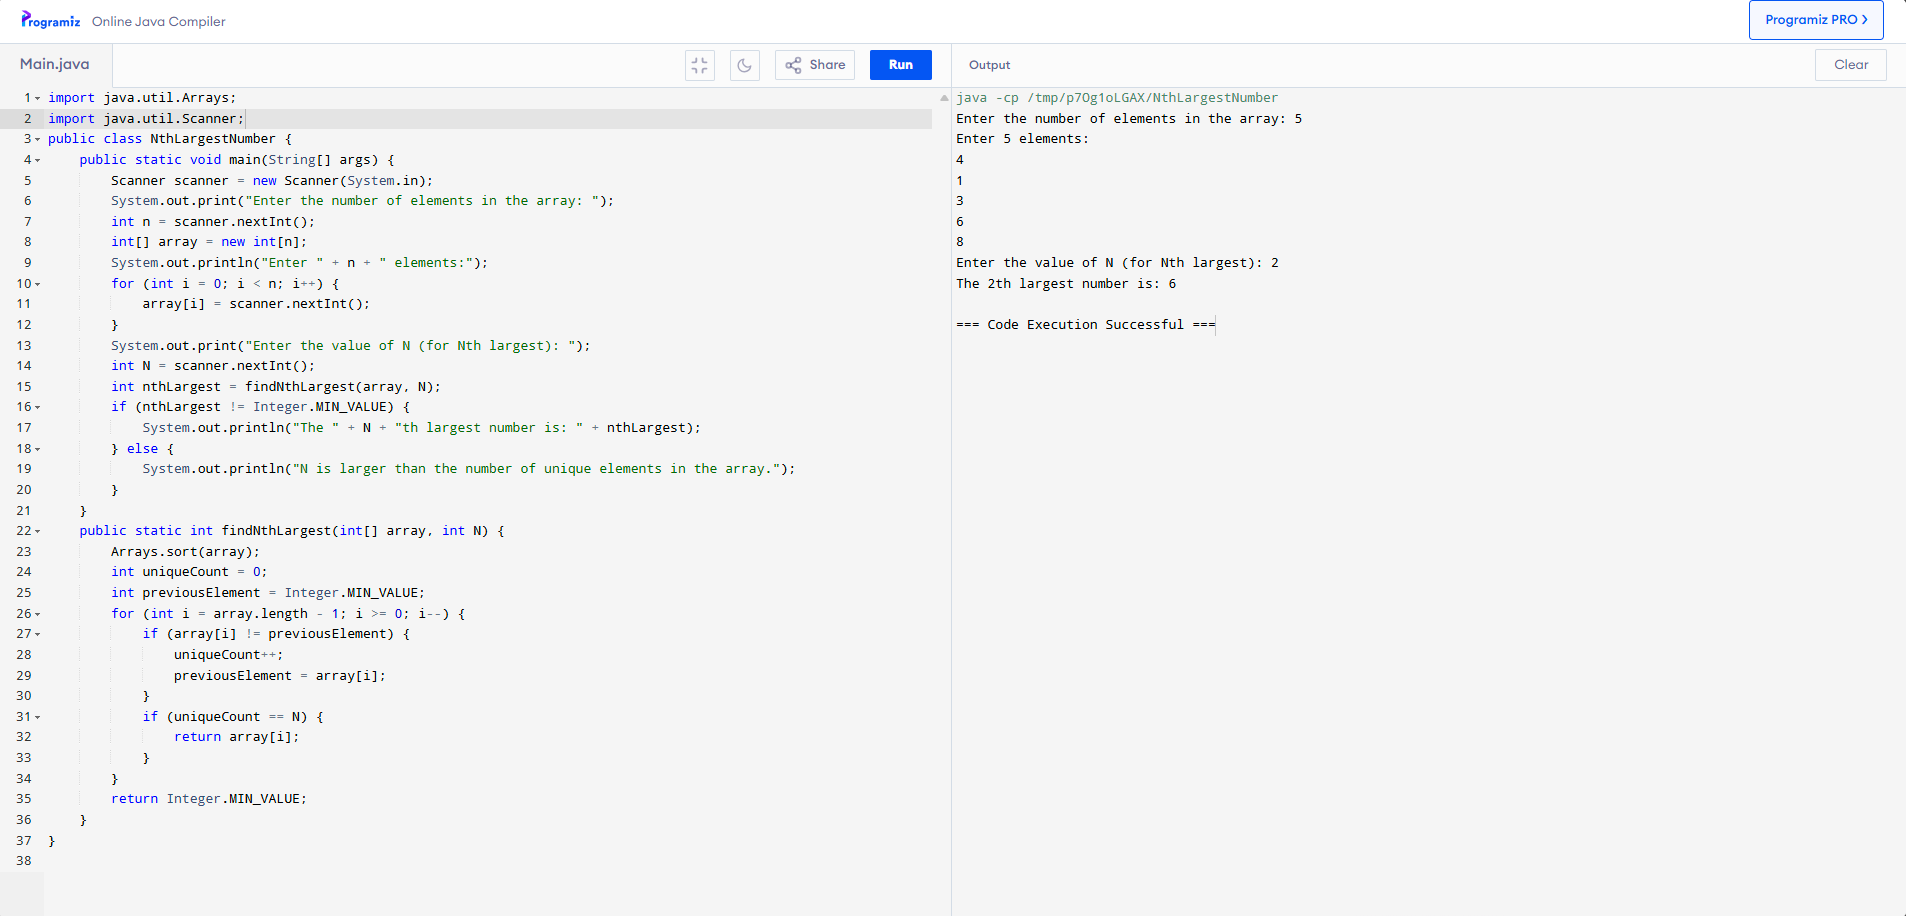 Programiz Online Java Compiler
Programiz PRO >
Main.java
Share
Run
Output
Clear
1 import java.util.Arrays;
2 import java.util.Scanner;
3 public class NthLargestNumber {
4     public static void main(String[] args) {
5         Scanner scanner = new Scanner(System.in);
6         System.out.print("Enter the number of elements in the array: ");
7         int n = scanner.nextInt();
8         int[] array = new int[n];
9         System.out.println("Enter " + n + " elements:");
10         for (int i = 0; i < n; i++) {
11             array[i] = scanner.nextInt();
12         }
13         System.out.print("Enter the value of N (for Nth largest): ");
14         int N = scanner.nextInt();
15         int nthLargest = findNthLargest(array, N);
16         if (nthLargest != Integer.MIN_VALUE) {
17             System.out.println("The " + N + "th largest number is: " + nthLargest);
18         } else {
19             System.out.println("N is larger than the number of unique elements in the array.");
20         }
21     }
22     public static int findNthLargest(int[] array, int N) {
23         Arrays.sort(array);
24         int uniqueCount = 0;
25         int previousElement = Integer.MIN_VALUE;
26         for (int i = array.length - 1; i >= 0; i--) {
27             if (array[i] != previousElement) {
28                 uniqueCount++;
29                 previousElement = array[i];
30             }
31             if (uniqueCount == N) {
32                 return array[i];
33             }
34         }
35         return Integer.MIN_VALUE;
36     }
37 }
38
java -cp /tmp/p7Og1oLGAX/NthLargestNumber
Enter the number of elements in the array: 5
Enter 5 elements:
4
1
3
6
8
Enter the value of N (for Nth largest): 2
The 2th largest number is: 6
=== Code Execution Successful ===